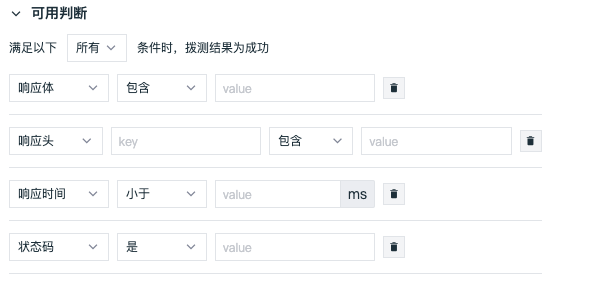 可用判断
满足以下 所有 条件时，拨测结果为成功
响应体 包含 value
响应头 key 包含 value
响应时间 小于 value ms
状态码 是 value